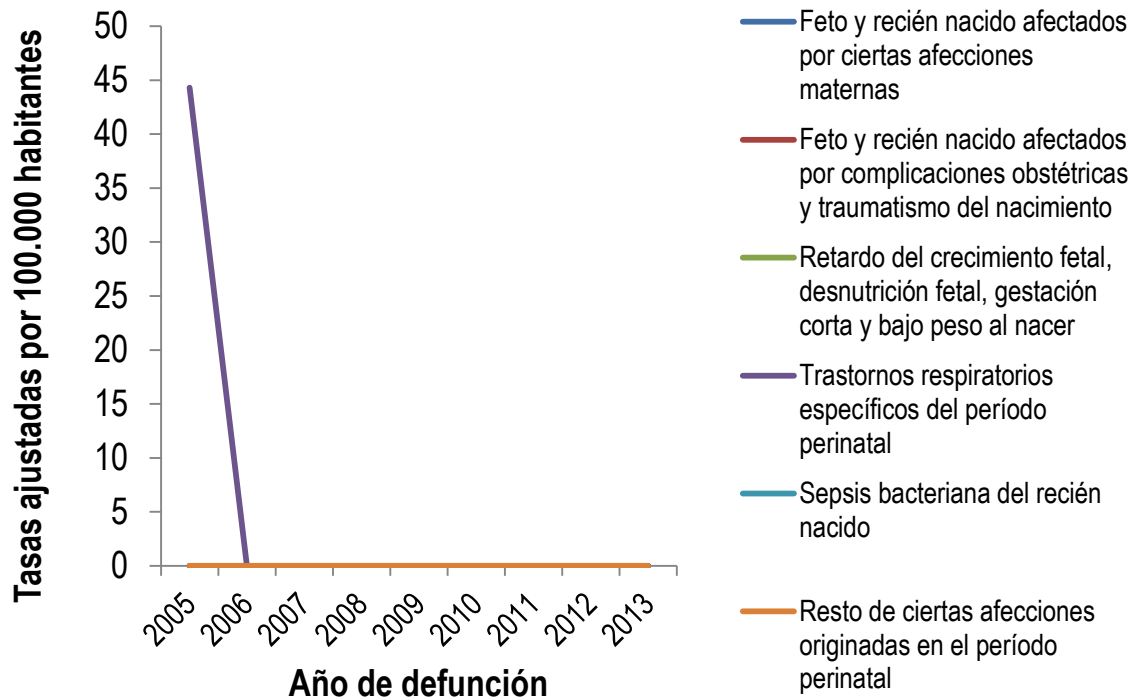 Tasas ajustadas por 100.000 habitantes
50
45
40
35
30
25
20
15
10
5
0
2005
2006
2007
2008
2009
2010
2011
2012
2013
Año de defunción
Feto y recién nacido afectados
por ciertas afecciones
maternas
Feto y recién nacido afectados
por complicaciones obstétricas
y traumatismo del nacimiento
Retardo del crecimiento fetal,
desnutrición fetal, gestación
corta y bajo peso al nacer
Trastornos respiratorios
específicos del período
perinatal
Sepsis bacteriana del recién
nacido
Resto de ciertas afecciones
originadas en el período
perinatal